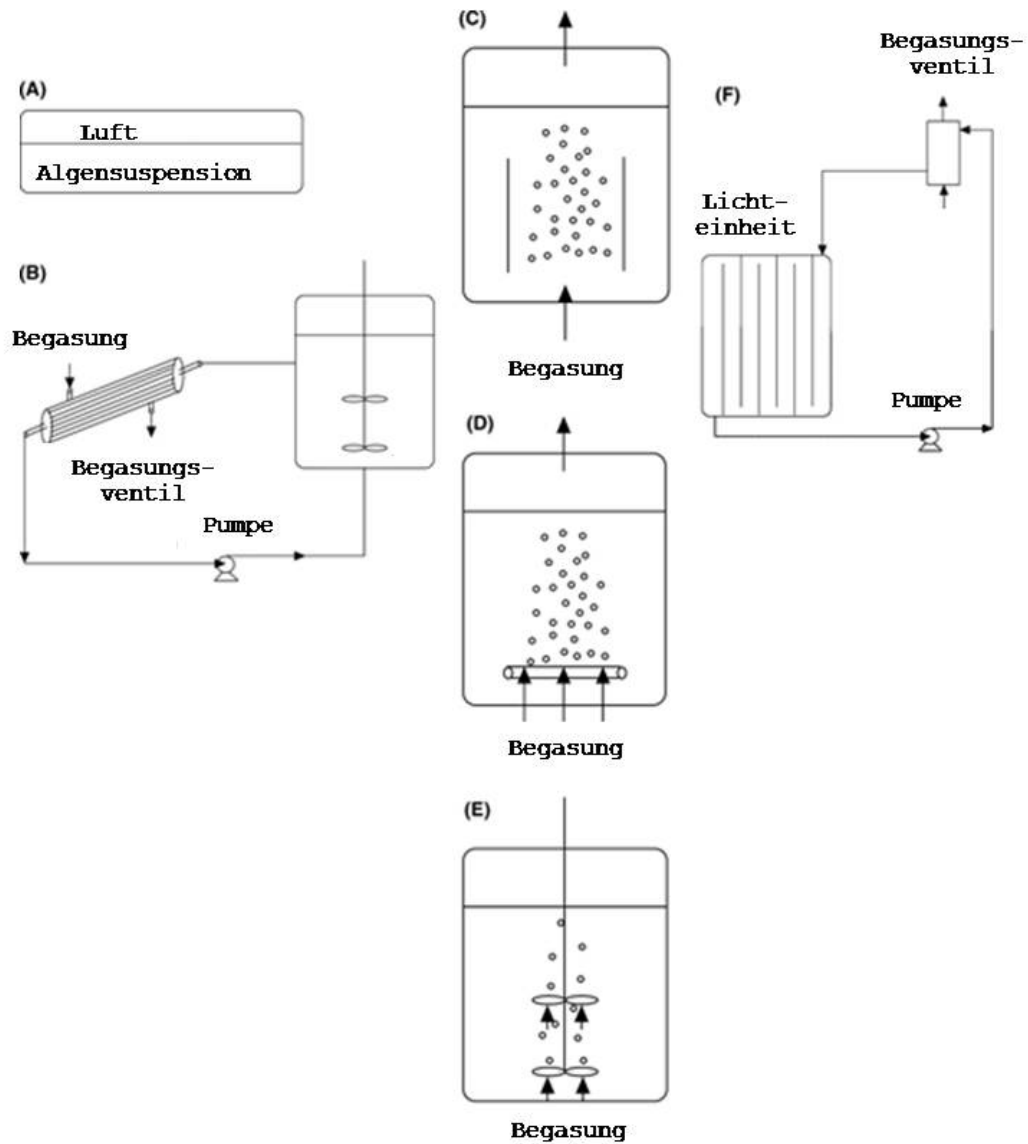 (A)
Luft
Algensuspension
(B)
Begasung
Begasungs-
ventil
Pumpe
(C)
Begasung
(D)
Begasung
(E)
Begasung
(F)
Begasungs-
ventil
Licht-
einheit
Pumpe